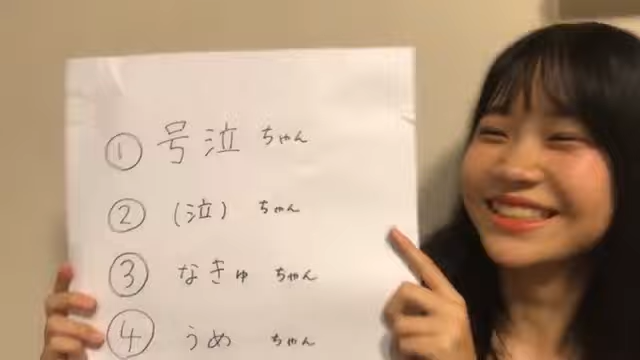 ① 号泣 ちゃん
② (泣) ちゃん
③ なきゅ ちゃん
④ うめ ちゃん